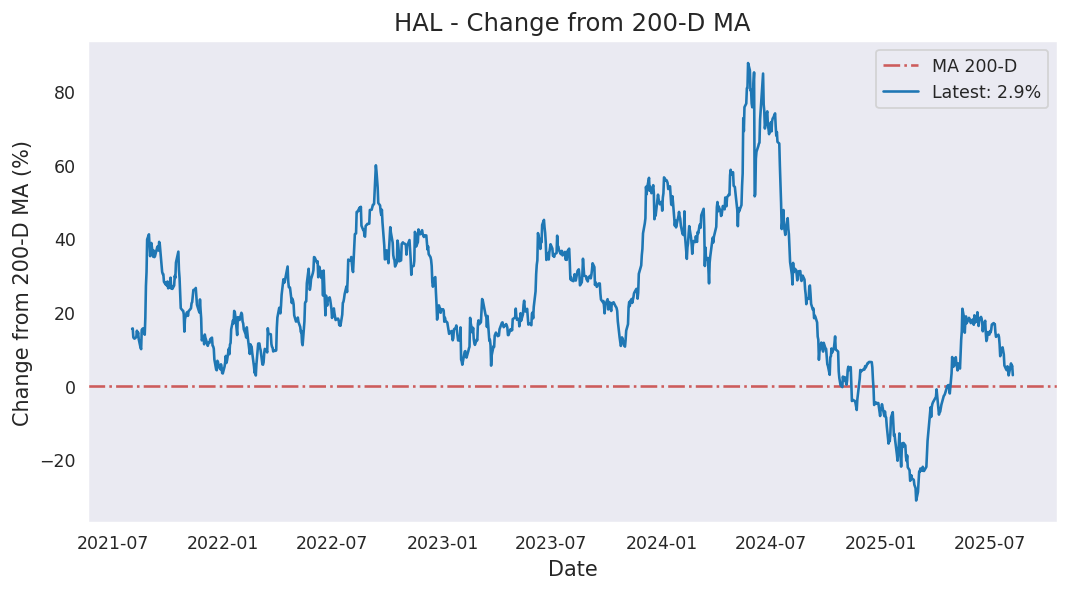 HAL - Change from 200-D MA
MA 200-D
Latest: 2.9%
Change from 200-D MA (%)
80
60
40
20
0
−20
2021-07 2022-01 2022-07 2023-01 2023-07 2024-01 2024-07 2025-01 2025-07
Date